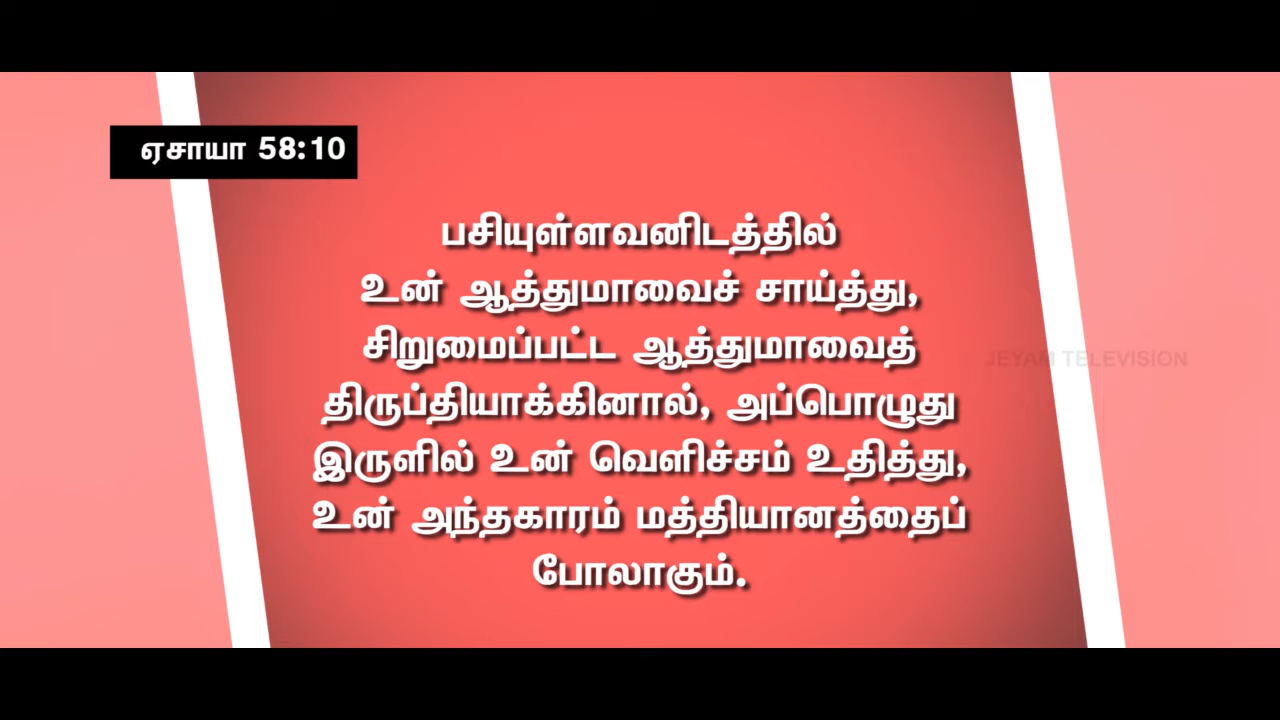 ஏசாயா 58:10
பசியுள்ளவனிடத்தில்
உன் ஆத்துமாவைச் சாய்த்து,
சிறுமைப்பட்ட ஆத்துமாவைத்
திருப்தியாக்கினால், அப்பொழுது
இருளில் உன் வெளிச்சம் உதித்து,
உன் அந்தகாரம் மத்தியானத்தைப்
போலாகும்.
JEYAM TELEVISION